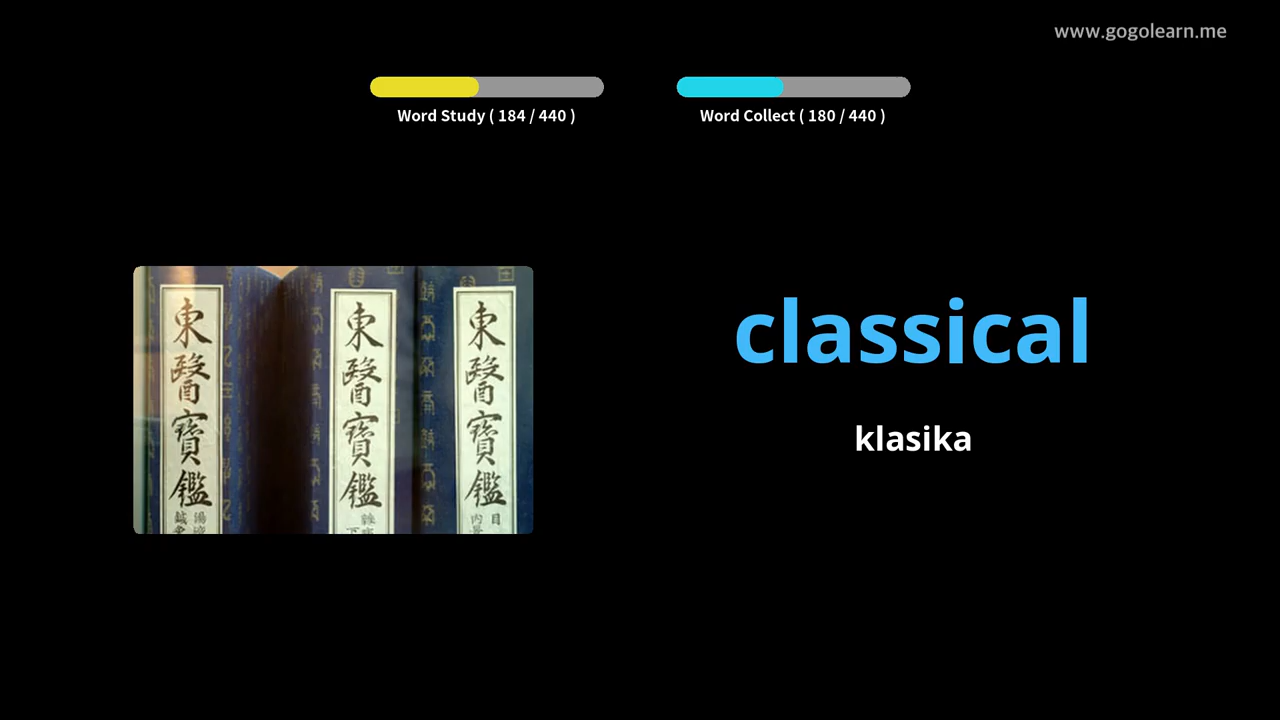 www.gogolearn.me
Word Study ( 184 / 440 )
Word Collect ( 180 / 440 )
東醫寶鑑
東醫寶鑑
東醫寶鑑
classical
klasika